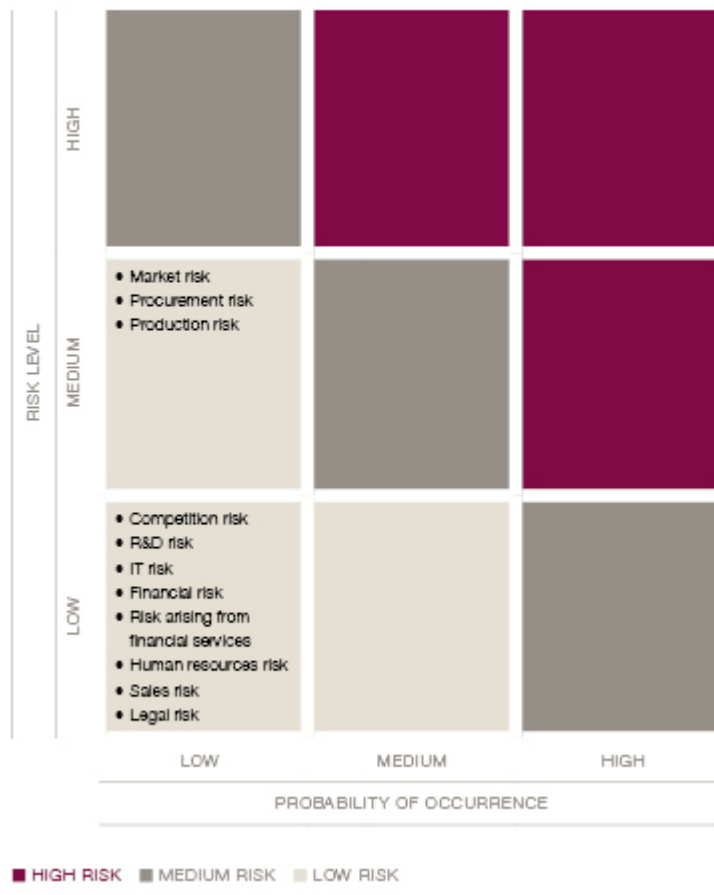 RISK LEVEL
HIGH
MEDIUM
LOW
• Market risk
• Procurement risk
• Production risk
• Competition risk
• R&D risk
• IT risk
• Financial risk
• Risk arising from
financial services
• Human resources risk
• Sales risk
• Legal risk
LOW MEDIUM HIGH
PROBABILITY OF OCCURRENCE
HIGH RISK MEDIUM RISK LOW RISK